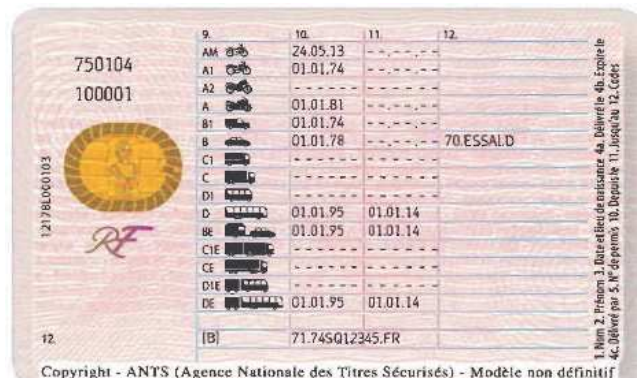 9. 10. 11. 12.
AM 24.05.13 --.--.--
A1 01.01.74 --.--.--
A2 ------ ------
A 01.01.81 ------
B1 01.01.74 ------
B 01.01.78 ------ 70.ESSAI.D
C1 ------ ------
C ------ ------
D1 ------ ------
D 01.01.95 01.01.14
BE 01.01.95 01.01.14
C1E ------ ------
CE ------ ------
D1E ------ ------
DE 01.01.95 01.01.14
12. [B] 71.74SQ12345.FR
750104
100001
12178L000103
RF
1. Nom 2. Prénom 3. Date et lieu de naissance 4a. Délivré le 4b. Expire le
4c. Délivré par 5. N° de permis 10. Depuis le 11. Jusqu'au 12. Codes
Copyright - ANTS (Agence Nationale des Titres Sécurisés) - Modèle non définitif